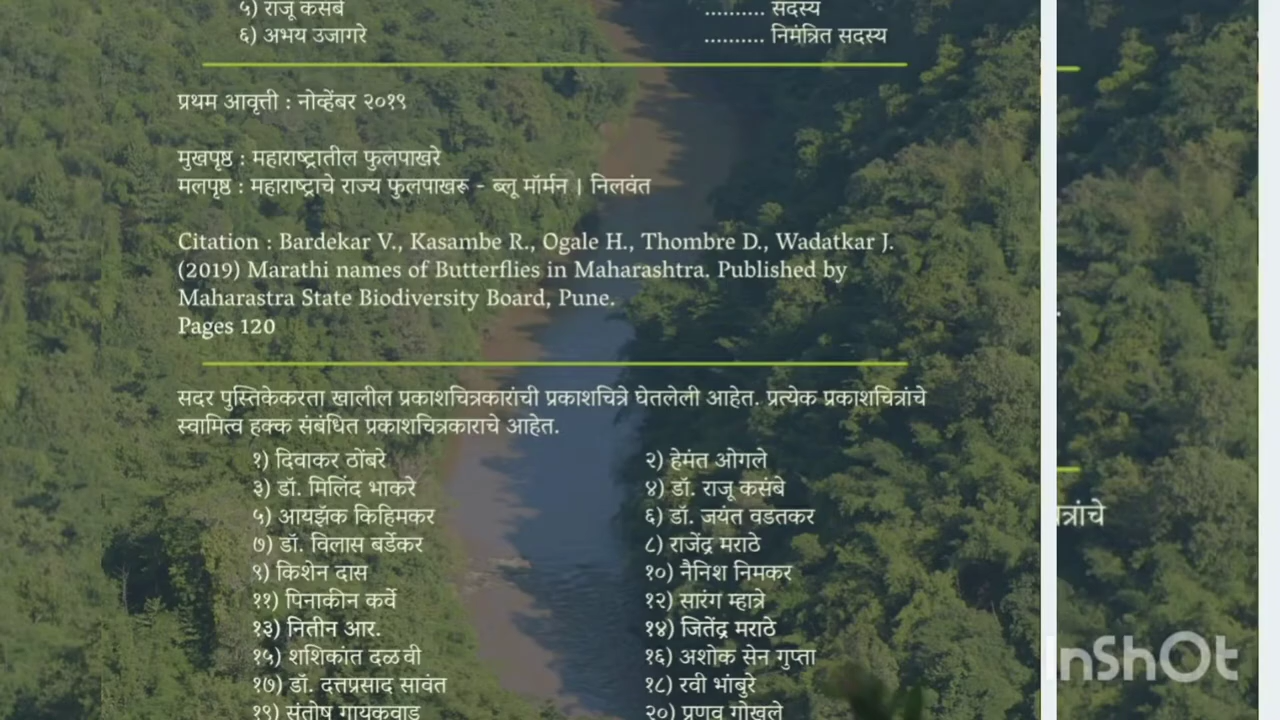 ५) राजू कसंबे .......... सदस्य
६) अभय उजागरे .......... निमंत्रित सदस्य
प्रथम आवृत्ती : नोव्हेंबर २०१९
मुखपृष्ठ : महाराष्ट्रातील फुलपाखरे
मलपृष्ठ : महाराष्ट्राचे राज्य फुलपाखरू - ब्लू मॉर्मन | निलवंत
Citation : Bardekar V., Kasambe R., Ogale H., Thombre D., Wadatkar J.
(2019) Marathi names of Butterflies in Maharashtra. Published by
Maharastra State Biodiversity Board, Pune.
Pages 120
सदर पुस्तिकेकरता खालील प्रकाशचित्रकारांची प्रकाशचित्रे घेतलेली आहेत. प्रत्येक प्रकाशचित्रांचे
स्वामित्व हक्क संबंधित प्रकाशचित्रकाराचे आहेत.
१) दिवाकर ठोंबरे २) हेमंत ओगले
३) डॉ. मिलिंद भाकरे ४) डॉ. राजू कसंबे
५) आयझॅक किहिमकर ६) डॉ. जयंत वडतकर
७) डॉ. विलास बर्डेकर ८) राजेंद्र मराठे
९) किशेन दास १०) नैनिश निमकर
११) पिनाकीन कर्वे १२) सारंग म्हात्रे
१३) नितीन आर. १४) जितेंद्र मराठे
१५) शशिकांत दळवी १६) अशोक सेन गुप्ता
१७) डॉ. दत्तप्रसाद सावंत १८) रवी भांबुरे
१९) संतोष गायकवाड २०) प्रणव गोखले
त्रांचे
InShOt